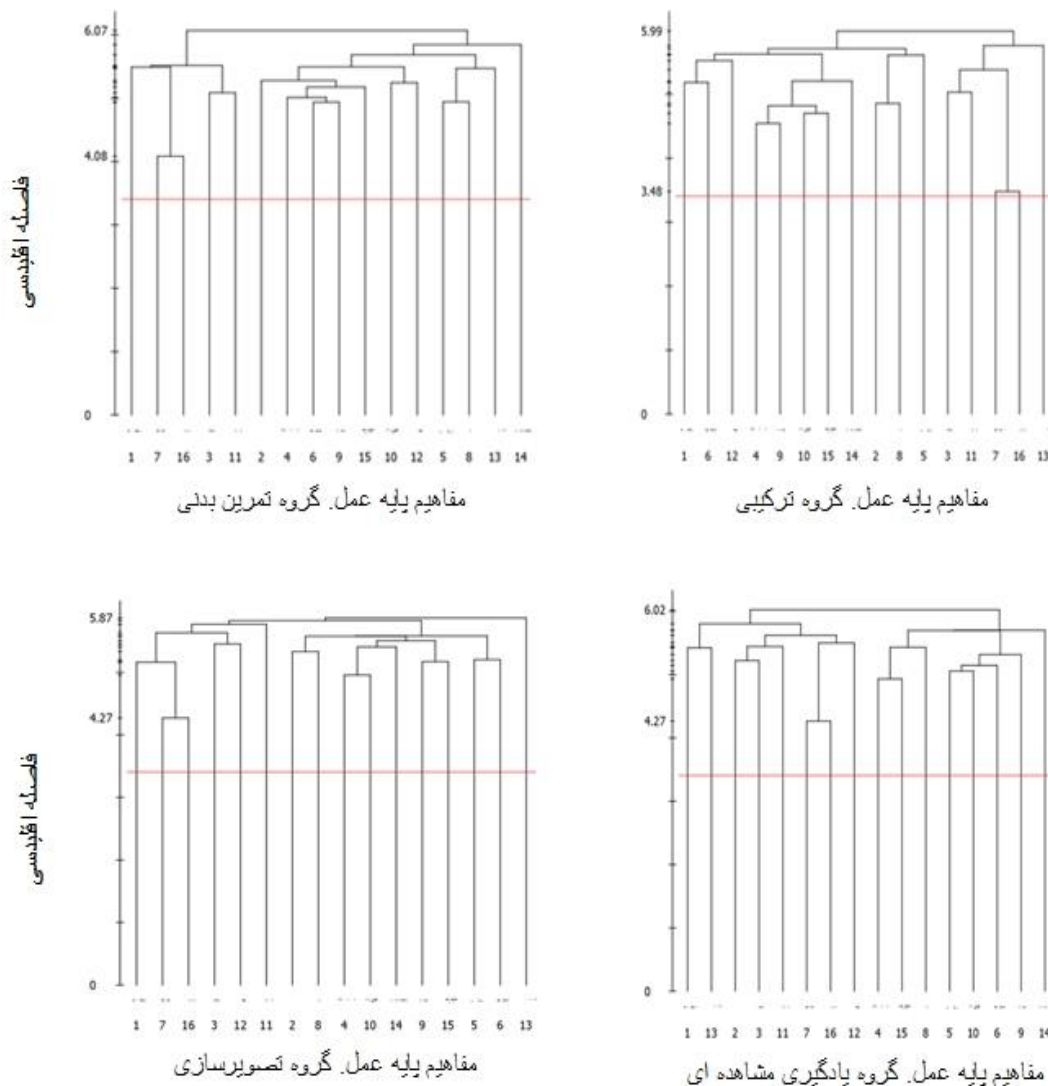 6.07
4.08
0
فاصله اقلیدسی
1 7 16 3 11 2 4 6 9 15 10 12 5 8 13 14
مفاهیم پایه عمل. گروه تمرین بدنی
5.99
3.48
0
1 6 12 4 9 10 15 14 2 8 5 3 11 7 16 13
مفاهیم پایه عمل. گروه ترکیبی
5.87
4.27
0
فاصله اقلیدسی
1 7 16 3 12 11 2 8 4 10 14 9 15 5 6 13
مفاهیم پایه عمل. گروه تصویرسازی
6.02
4.27
0
1 13 2 3 11 7 16 12 4 15 8 5 10 6 9 14
مفاهیم پایه عمل. گروه یادگیری مشاهده ای